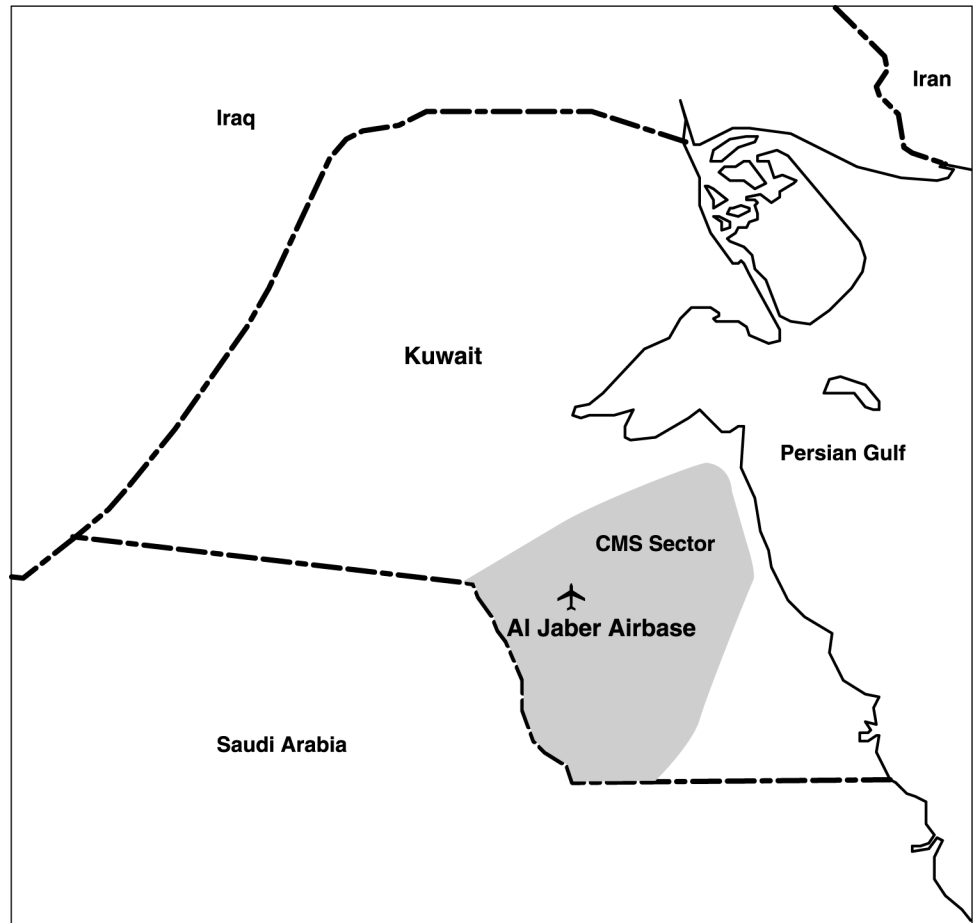 Iran
Iraq
Kuwait
Persian Gulf
CMS Sector
Al Jaber Airbase
Saudi Arabia